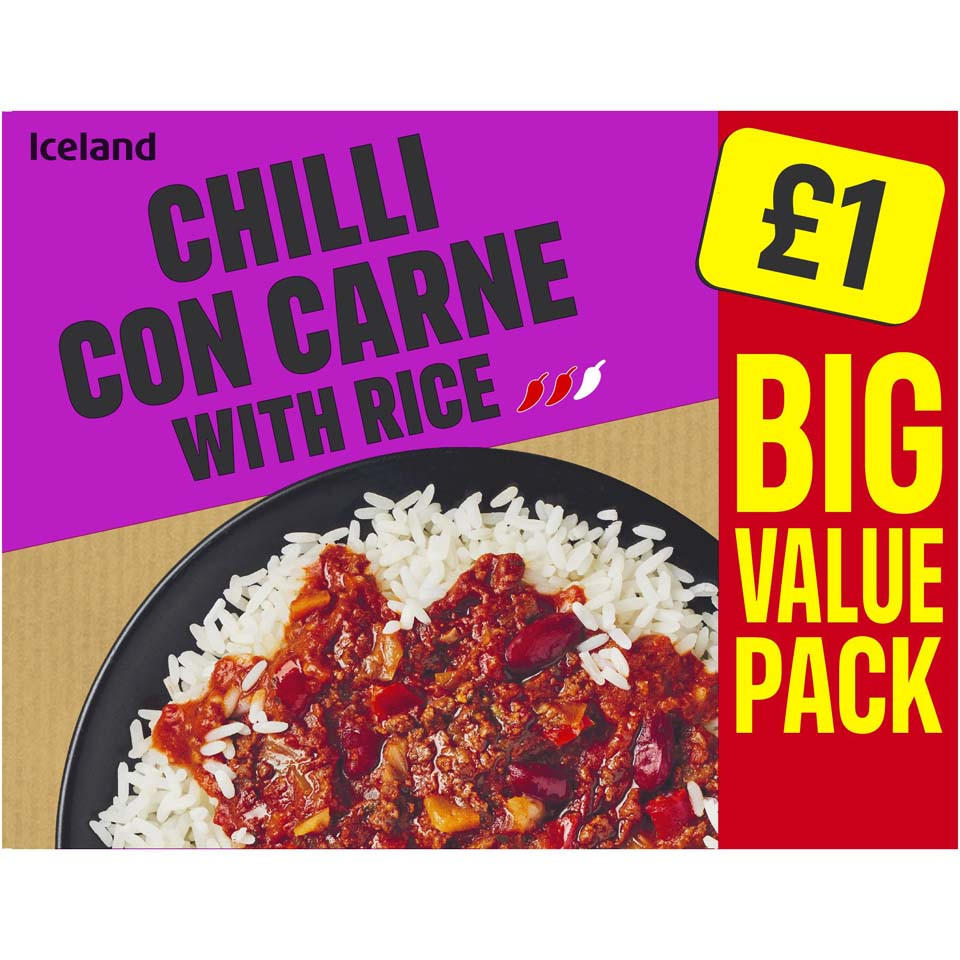 Iceland
CHILLI
CON CARNE
WITH RICE
£1
BIG
VALUE
PACK